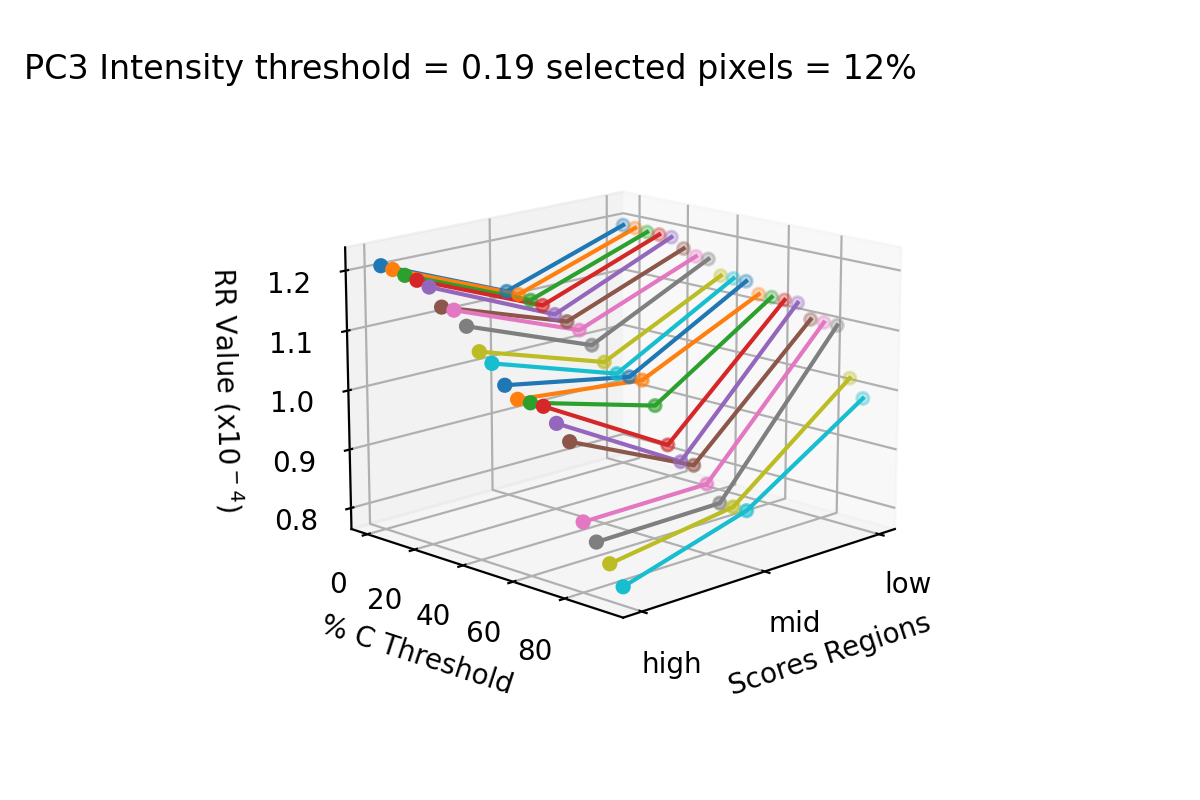 PC3 Intensity threshold = 0.19 selected pixels = 12%
RR Value (x10⁻⁴)
1.2
1.1
1.0
0.9
0.8
0
20
40
60
80
% C Threshold
high
mid
low
Scores Regions